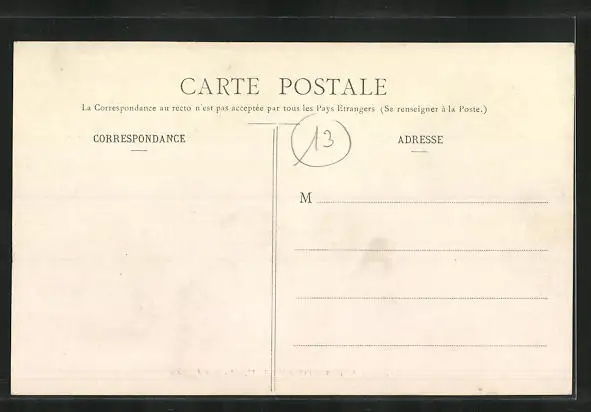 CARTE POSTALE
La Correspondance au recto n'est pas acceptée par tous les Pays Etrangers (Se renseigner à la Poste.)
13
CORRESPONDANCE
ADRESSE
M